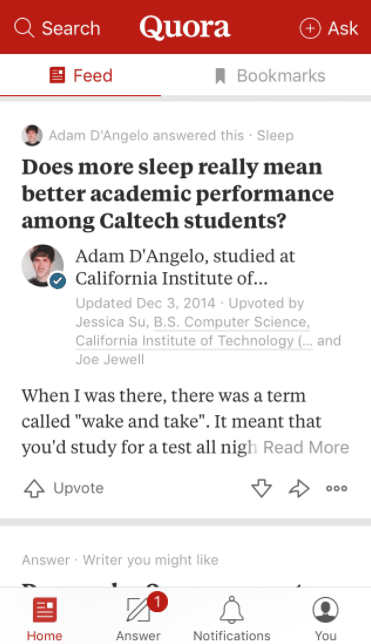 Search Quora Ask
Feed Bookmarks
Adam D'Angelo answered this · Sleep
Does more sleep really mean
better academic performance
among Caltech students?
Adam D'Angelo, studied at
California Institute of...
Updated Dec 3, 2014 · Upvoted by
Jessica Su, B.S. Computer Science,
California Institute of Technology (... and
Joe Jewell
When I was there, there was a term
called "wake and take". It meant that
you'd study for a test all nigh Read More
Upvote
Answer · Writer you might like
1
Home Answer Notifications You